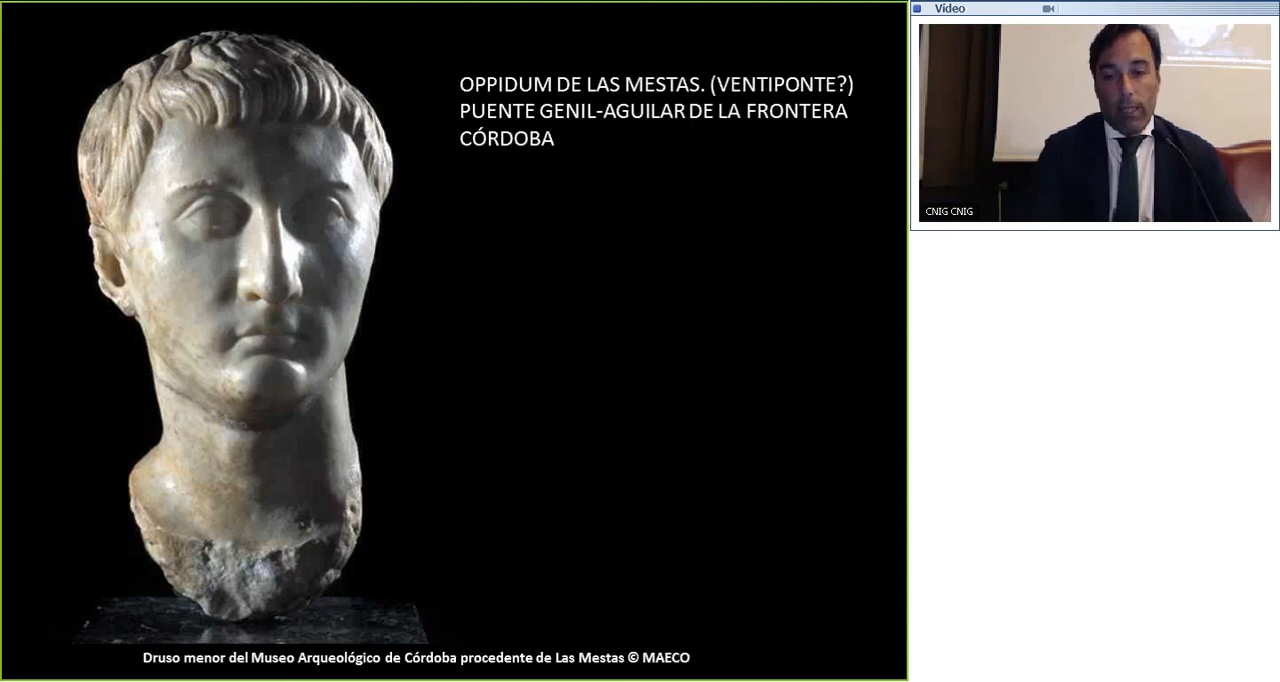 OPPIDUM DE LAS MESTAS. (VENTIPONTE?)
PUENTE GENIL-AGUILAR DE LA FRONTERA
CÓRDOBA
Druso menor del Museo Arqueológico de Córdoba procedente de Las Mestas © MAECO
Vídeo
CNIG CNIG